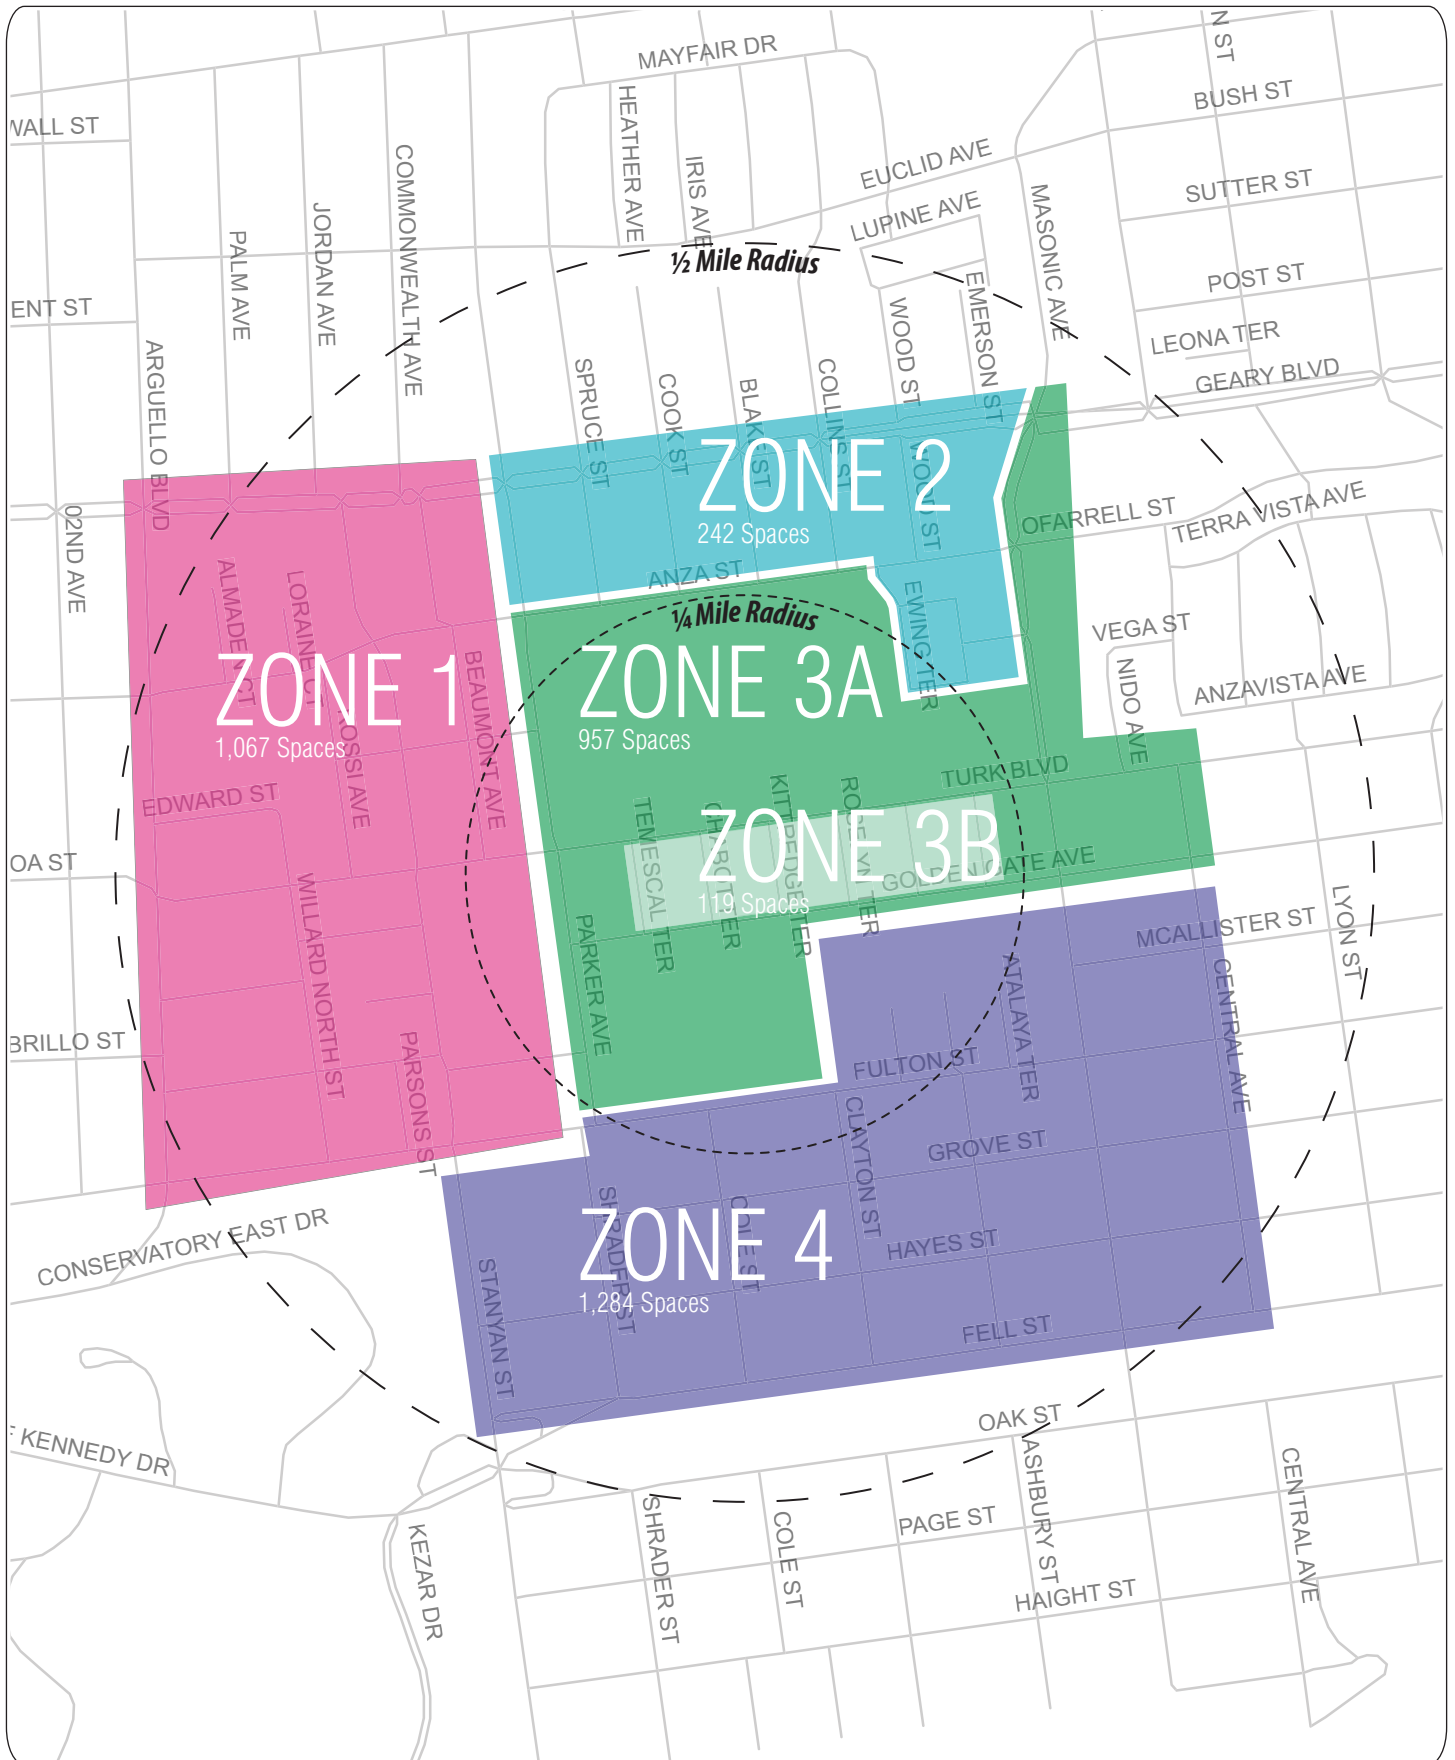 MAYFAIR DR
N ST
BUSH ST
WALL ST
HEATHER AVE
IRIS AVE
EUCLID AVE
COMMONWEALTH AVE
SUTTER ST
LUPINE AVE
MASONIC AVE
JORDAN AVE
PALM AVE
½ Mile Radius
POST ST
EMERSON ST
ENT ST
WOOD ST
LEONA TER
ARGUELLO BLVD
GEARY BLVD
SPRUCE ST
COOK ST
BLAKE ST
COLLINS ST
ZONE 2
242 Spaces
WOOD ST
02ND AVE
OFARRELL ST
TERRA VISTA AVE
ANZA ST
ALMADEN CT
LORAINE CT
EWING TER
¼ Mile Radius
VEGA ST
ZONE 1
1,067 Spaces
ROSSI AVE
BEAUMONT AVE
ZONE 3A
957 Spaces
NIDO AVE
ANZAVISTA AVE
TURK BLVD
EDWARD ST
TEMESCAL TER
CHABOT TER
KITTREDGE TER
ROSELYN TER
ZONE 3B
119 Spaces
GOLDEN GATE AVE
OA ST
WILLARD NORTH ST
PARKER AVE
MCALLISTER ST
LYON ST
CENTRAL AVE
ATALAYA TER
BRILLO ST
PARSONS ST
FULTON ST
CLAYTON ST
GROVE ST
CONSERVATORY EAST DR
SHRADER ST
COLE ST
ZONE 4
1,284 Spaces
HAYES ST
STANYAN ST
FELL ST
OAK ST
KENNEDY DR
ASHBURY ST
CENTRAL AVE
SHRADER ST
COLE ST
PAGE ST
KEZAR DR
HAIGHT ST